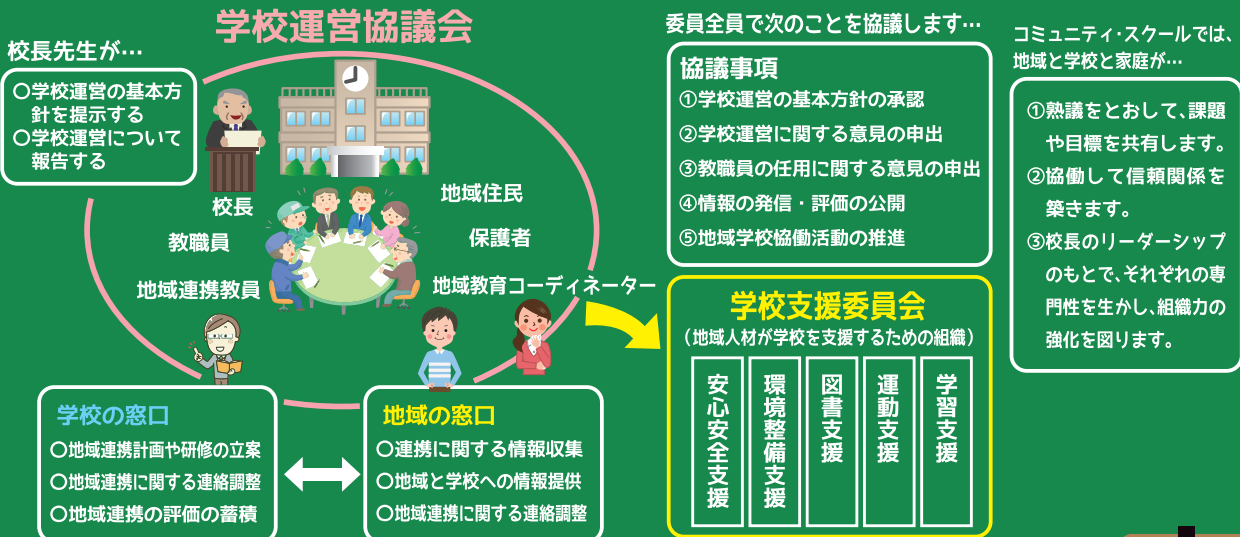 学校運営協議会
校長先生が…
〇学校運営の基本方
針を提示する
〇学校運営について
報告する
校長
教職員
地域連携教員
地域住民
保護者
地域教育コーディネーター
学校の窓口
〇地域連携計画や研修の立案
〇地域連携に関する連絡調整
〇地域連携の評価の蓄積
地域の窓口
〇連携に関する情報収集
〇地域と学校への情報提供
〇地域連携に関する連絡調整
委員全員で次のことを協議します…
協議事項
①学校運営の基本方針の承認
②学校運営に関する意見の申出
③教職員の任用に関する意見の申出
④情報の発信・評価の公開
⑤地域学校協働活動の推進
学校支援委員会
(地域人材が学校を支援するための組織)
安心安全支援
環境整備支援
図書支援
運動支援
学習支援
コミュニティ・スクールでは、
地域と学校と家庭が…
①熟議をとおして、課題
や目標を共有します。
②協働して信頼関係を
築きます。
③校長のリーダーシップ
のもとで、それぞれの専
門性を生かし、組織力の
強化を図ります。